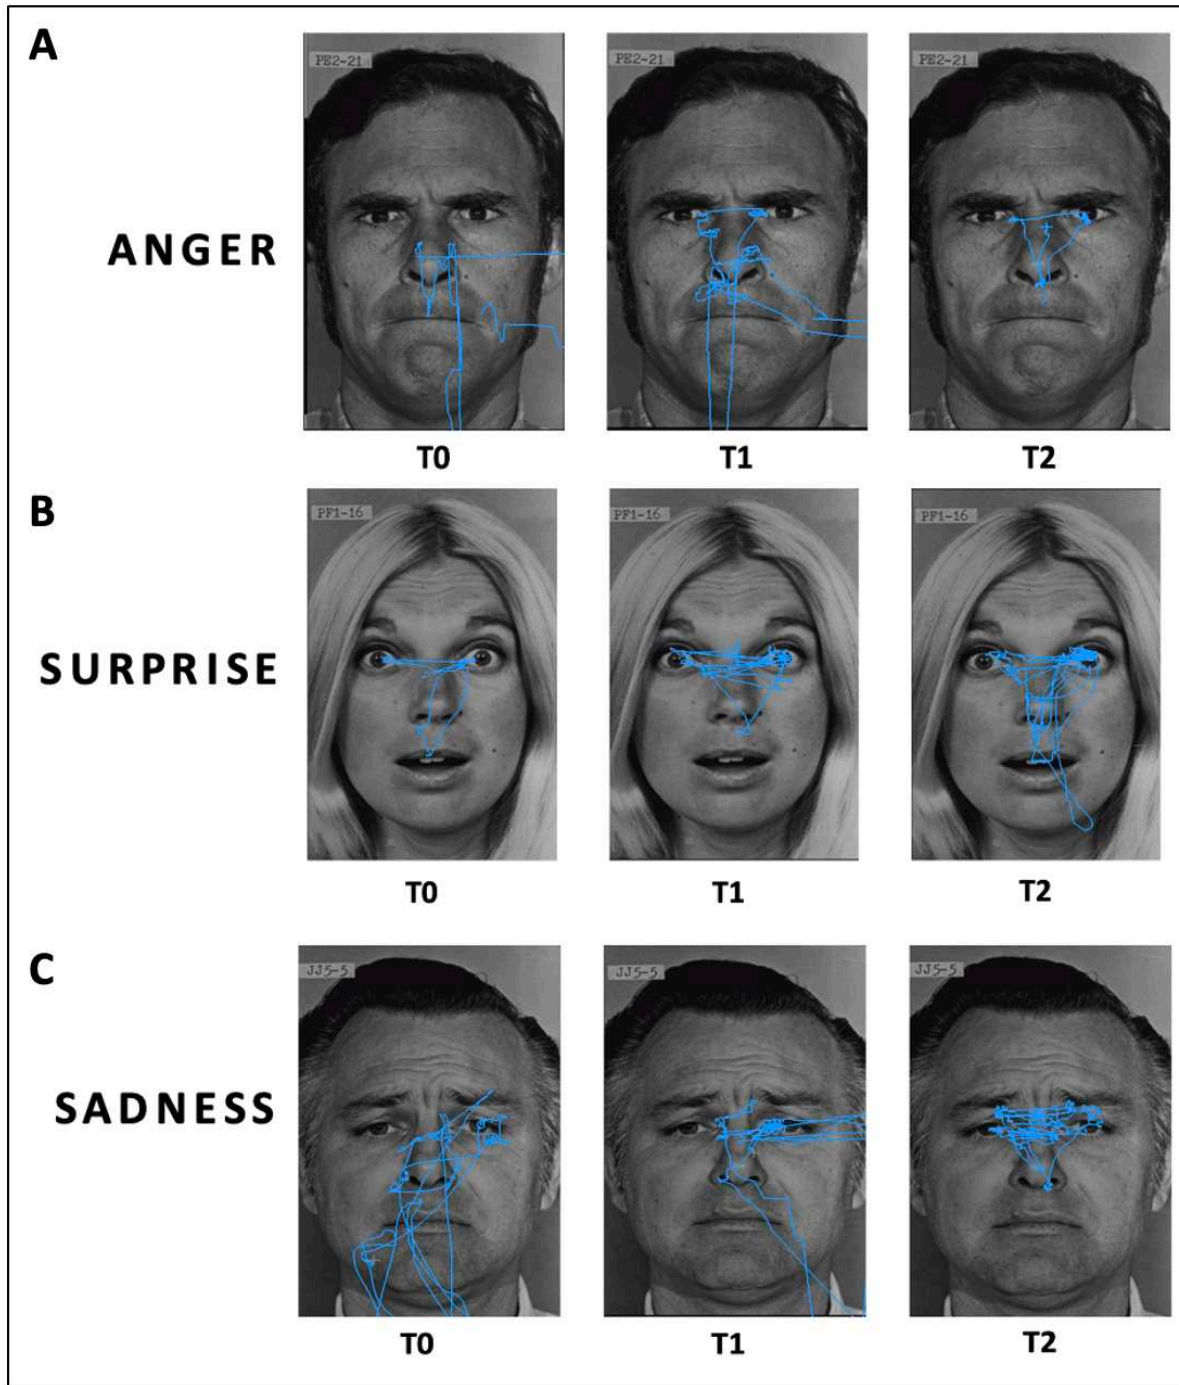 A
PE2-21
PE2-21
PE2-21
ANGER
T0
T1
T2
B
PF1-16
PF1-16
PF1-16
SURPRISE
T0
T1
T2
C
JJ5-5
JJ5-5
JJ5-5
SADNESS
T0
T1
T2